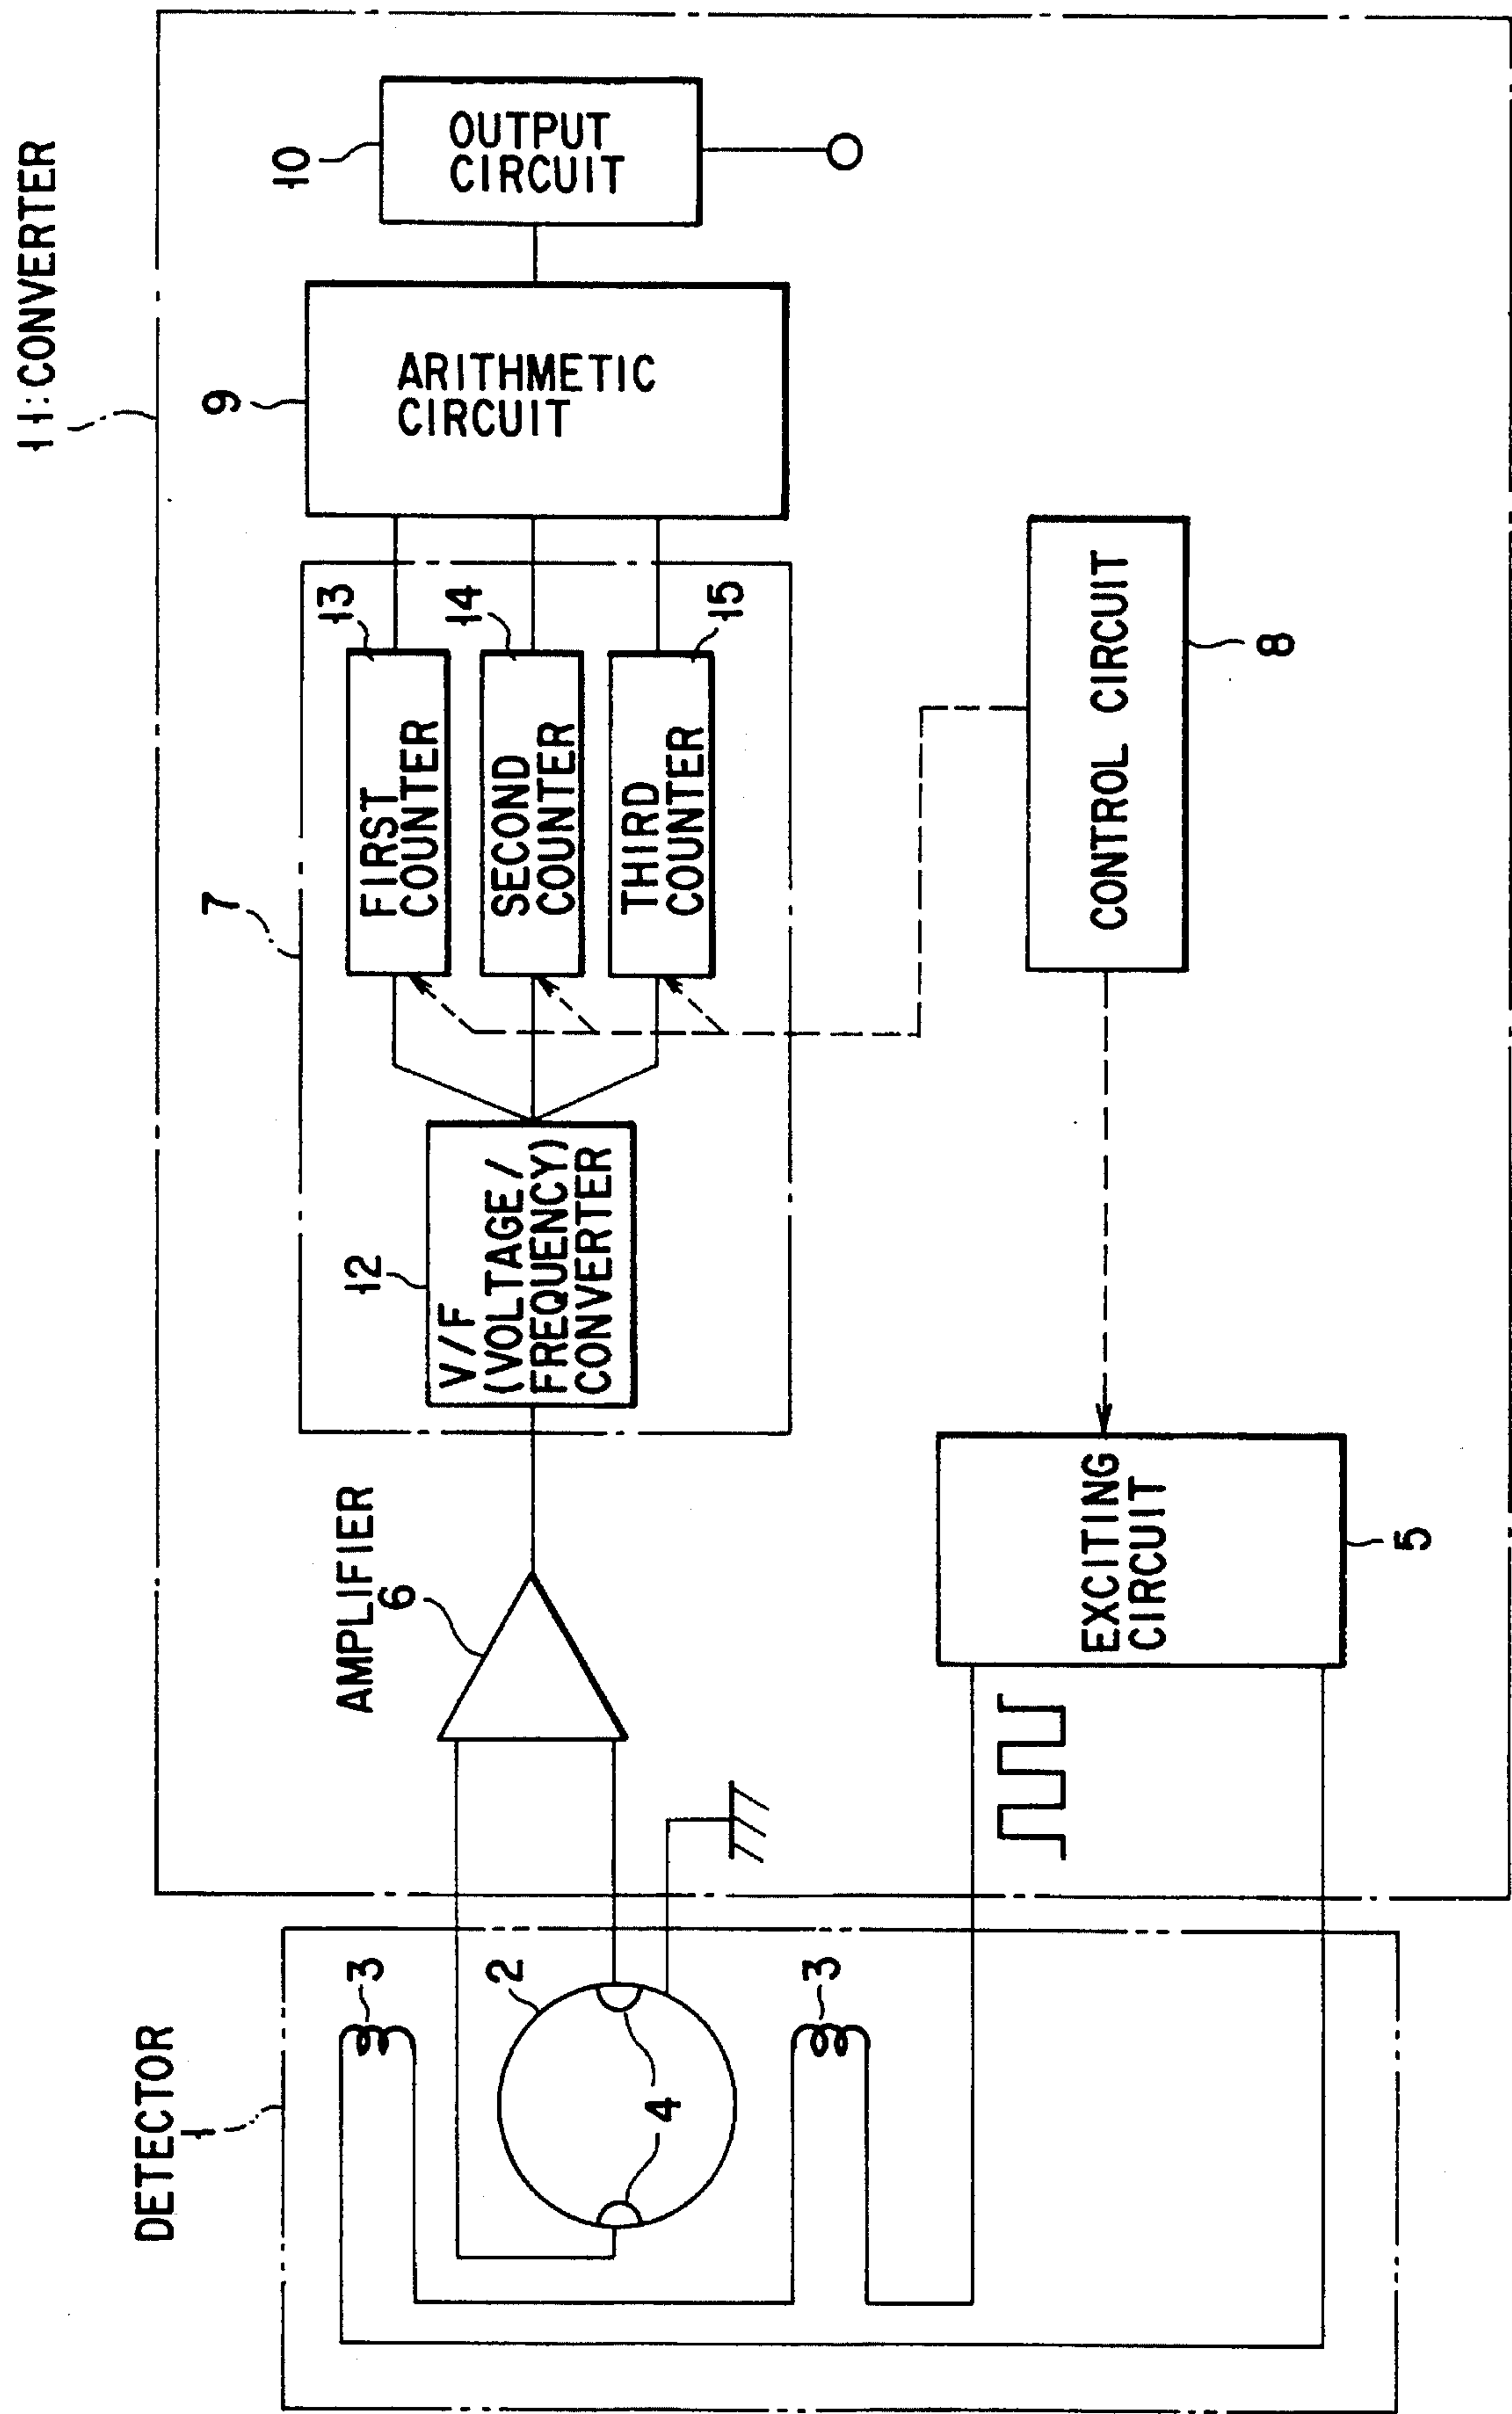 11:CONVERTER
DETECTOR
1
3
2
4
3
AMPLIFIER
6
7
12
V/F
(VOLTAGE/
FREQUENCY)
CONVERTER
FIRST
COUNTER
13
SECOND
COUNTER
14
THIRD
COUNTER
15
9
ARITHMETIC
CIRCUIT
10
OUTPUT
CIRCUIT
EXCITING
CIRCUIT
5
CONTROL CIRCUIT
8